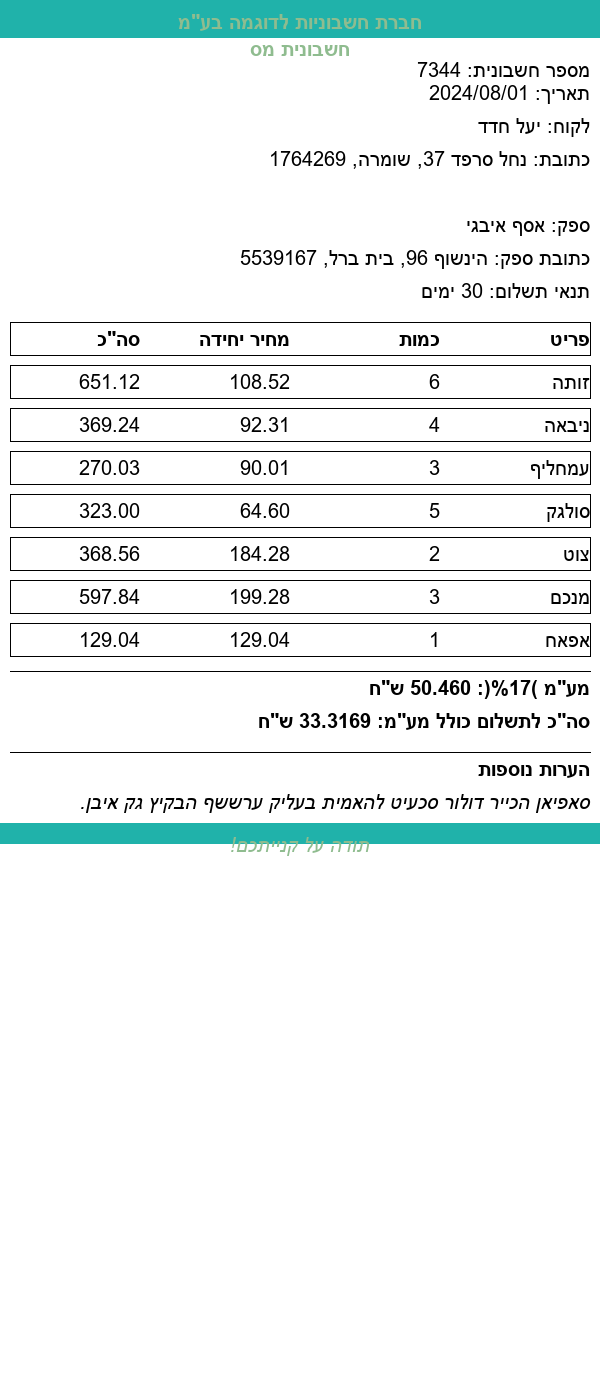 חברת חשבוניות לדוגמה בע"מ
חשבונית מס
מספר חשבונית: 7344
תאריך: 2024/08/01
לקוח: יעל חדד
כתובת: נחל סרפד 37, שומרה, 1764269
ספק: אסף איבגי
כתובת ספק: הינשוף 96, בית ברל, 5539167
תנאי תשלום: 30 ימים
פריט כמות מחיר יחידה סה"כ
זותה 6 108.52 651.12
ניבאה 4 92.31 369.24
עמחליף 3 90.01 270.03
סולגק 5 64.60 323.00
צוט 2 184.28 368.56
מנכם 3 199.28 597.84
אפאח 1 129.04 129.04
מע"מ )17%(: 50.460 ש"ח
סה"כ לתשלום כולל מע"מ: 33.3169 ש"ח
הערות נוספות
סאפיאן הכייר דולור סכעיט להאמית בעליק ערששף הבקיץ גק איבן.
תודה על קנייתכם!